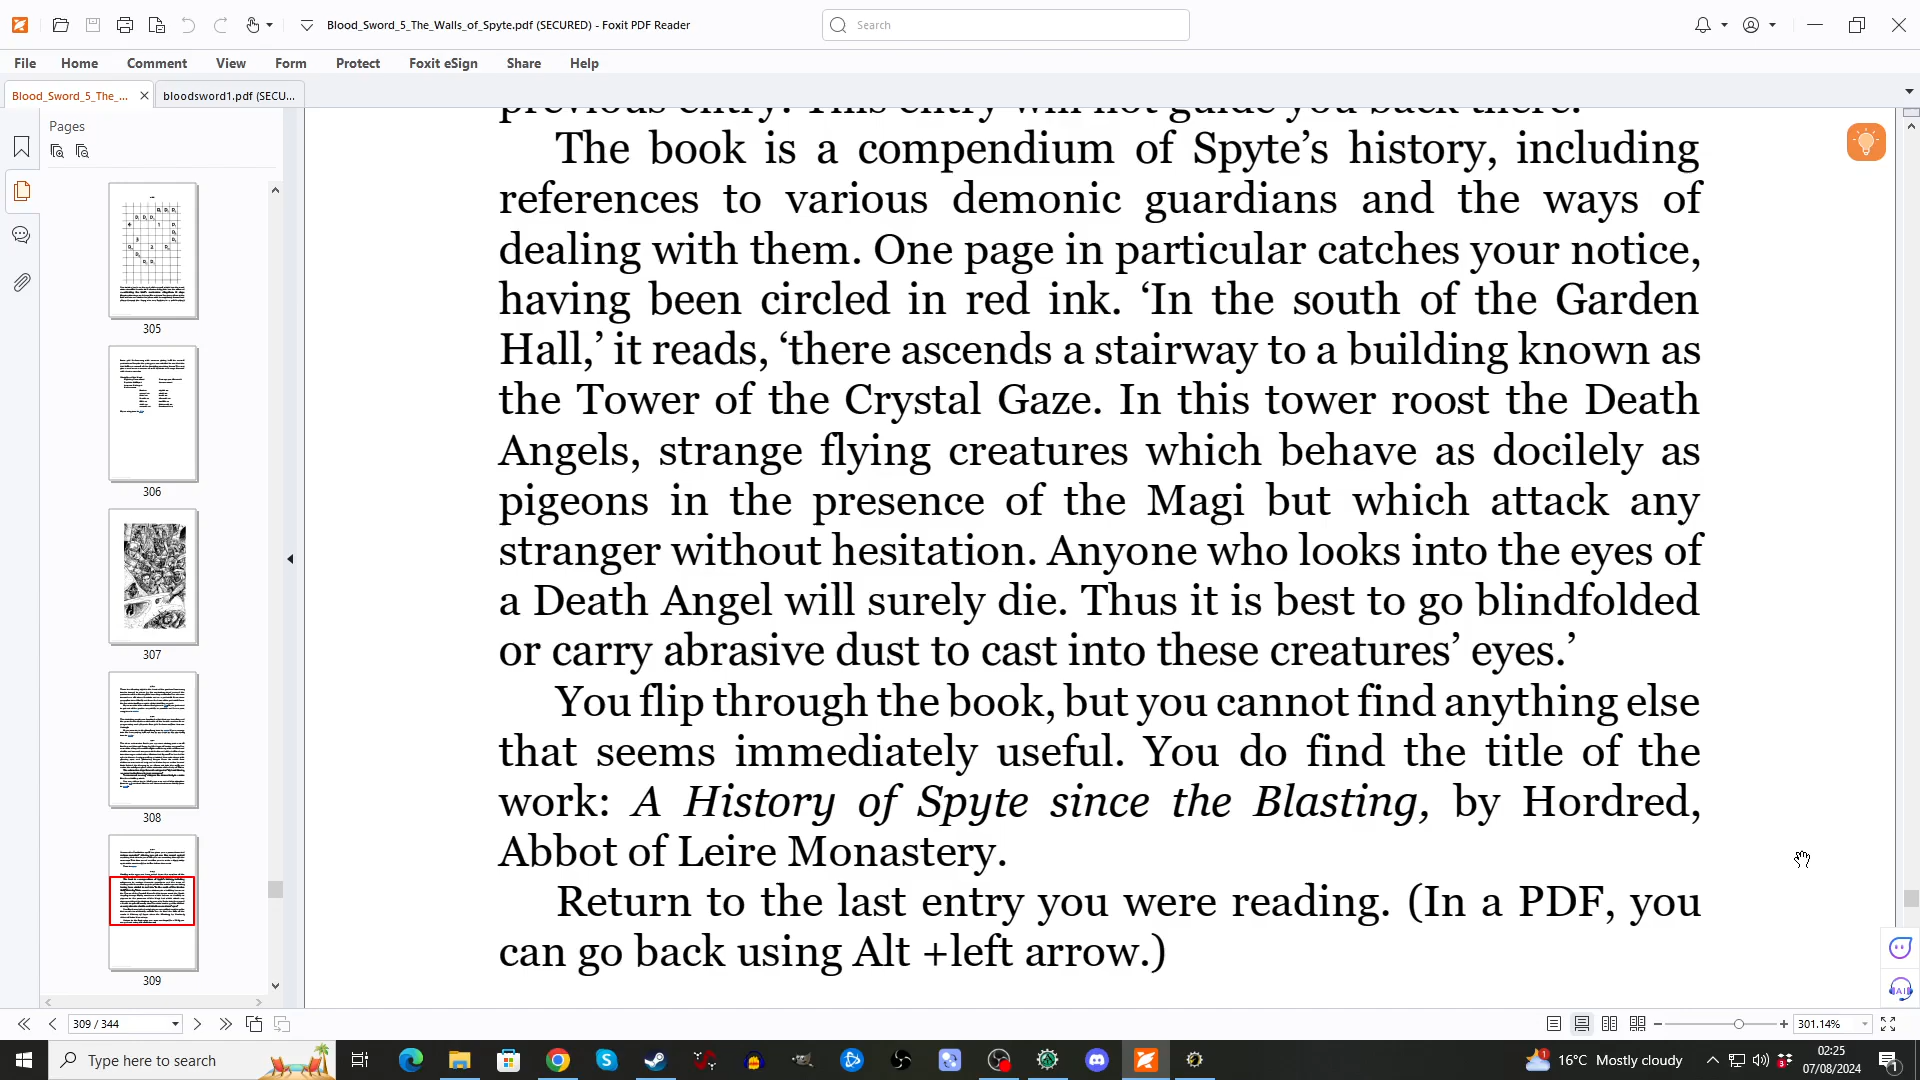 Blood_Sword_5_The_Walls_of_Spyte.pdf (SECURED) - Foxit PDF Reader
Search
File Home Comment View Form Protect Foxit eSign Share Help
Blood_Sword_5_The_... bloodsword1.pdf (SECU...
Pages
305
306
307
308
309
previous entry. This entry will not guide you back there.
The book is a compendium of Spyte’s history, including
references to various demonic guardians and the ways of
dealing with them. One page in particular catches your notice,
having been circled in red ink. ‘In the south of the Garden
Hall,’ it reads, ‘there ascends a stairway to a building known as
the Tower of the Crystal Gaze. In this tower roost the Death
Angels, strange flying creatures which behave as docilely as
pigeons in the presence of the Magi but which attack any
stranger without hesitation. Anyone who looks into the eyes of
a Death Angel will surely die. Thus it is best to go blindfolded
or carry abrasive dust to cast into these creatures’ eyes.’
You flip through the book, but you cannot find anything else
that seems immediately useful. You do find the title of the
work: A History of Spyte since the Blasting, by Hordred,
Abbot of Leire Monastery.
Return to the last entry you were reading. (In a PDF, you
can go back using Alt +left arrow.)
309 / 344
301.14%
Type here to search
16°C Mostly cloudy
02:25
07/08/2024